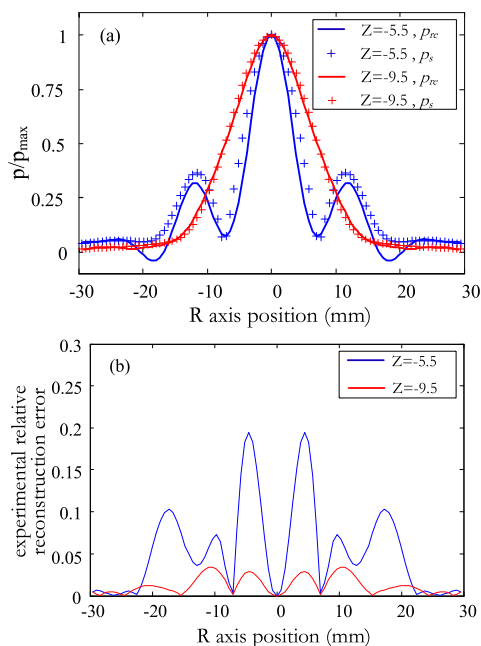 (a)
Z=-5.5 , p_re
Z=-5.5 , p_s
Z=-9.5 , p_re
Z=-9.5 , p_s
1
0.75
0.5
0.25
0
p/p_max
-30 -20 -10 0 10 20 30
R axis position (mm)
(b)
Z=-5.5
Z=-9.5
0.3
0.25
0.2
0.15
0.1
0.05
0
experimental relative
reconstruction error
-30 -20 -10 0 10 20 30
R axis position (mm)